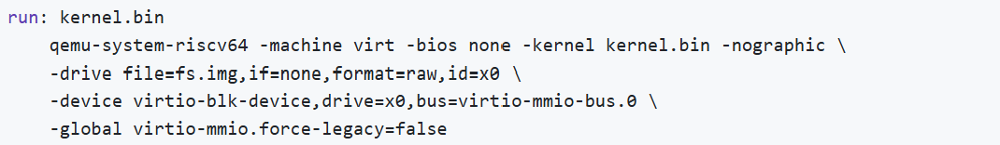 run: kernel.bin
    qemu-system-riscv64 -machine virt -bios none -kernel kernel.bin -nographic \
    -drive file=fs.img,if=none,format=raw,id=x0 \
    -device virtio-blk-device,drive=x0,bus=virtio-mmio-bus.0 \
    -global virtio-mmio.force-legacy=false